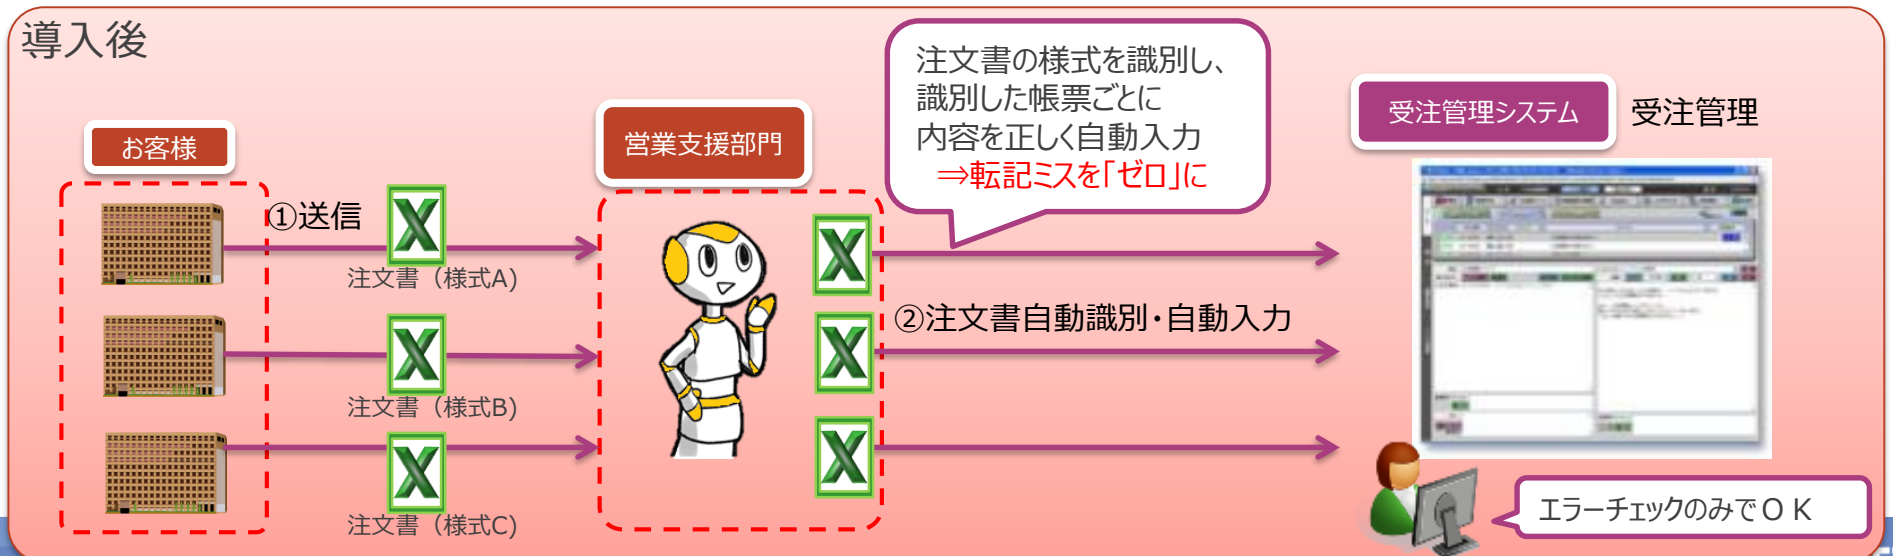 導入後
お客様
①送信
注文書（様式A)
注文書（様式B)
注文書（様式C)
営業支援部門
注文書の様式を識別し、
識別した帳票ごとに
内容を正しく自動入力
⇒転記ミスを｢ゼロ｣に
②注文書自動識別・自動入力
受注管理システム
受注管理
エラーチェックのみでＯＫ